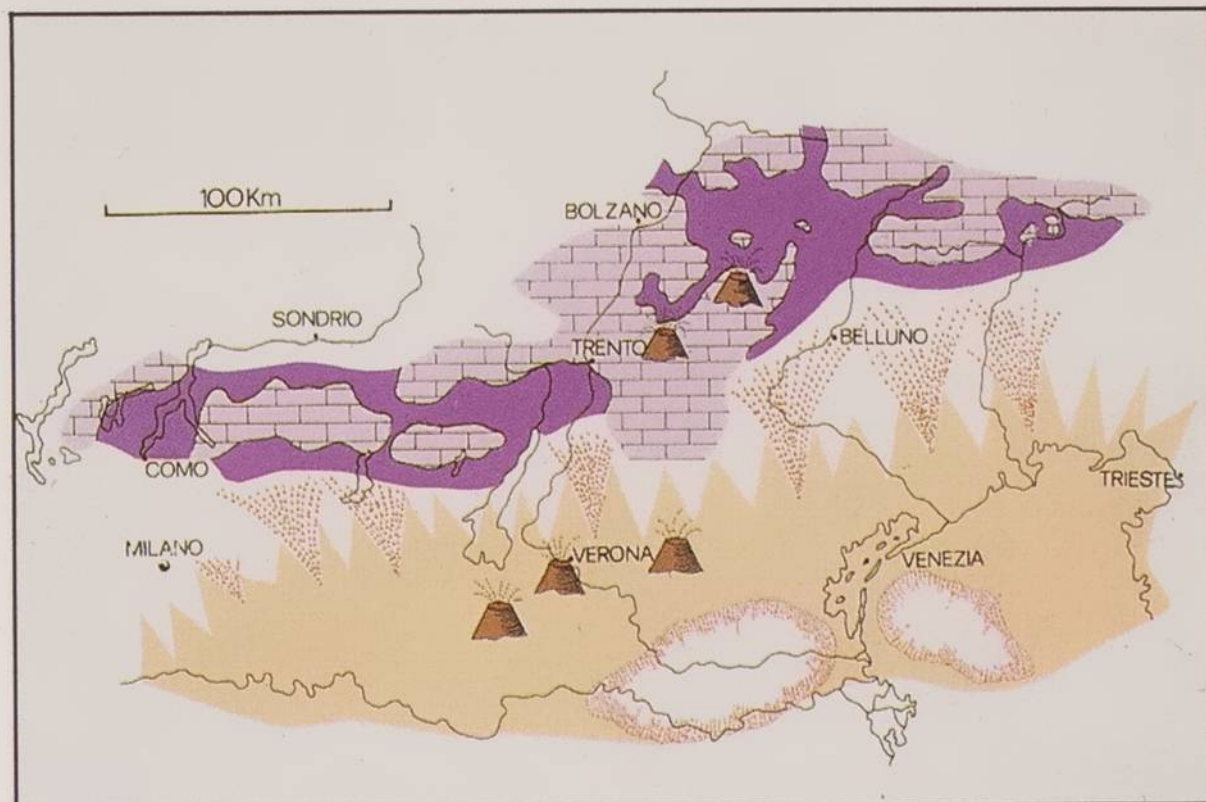 100Km
BOLZANO
SONDRIO
TRENTO
BELLUNO
COMO
TRIESTE
MILANO
VERONA
VENEZIA